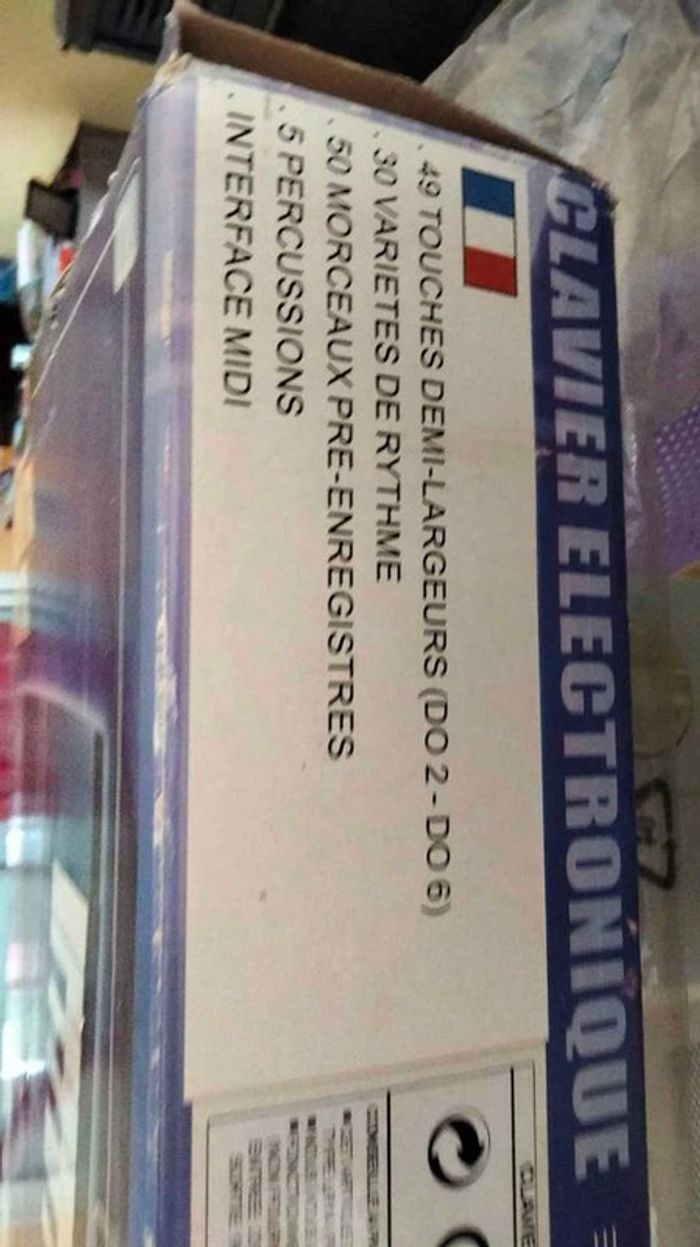 CLAVIER ELECTRONIQUE
. 49 TOUCHES DEMI-LARGEURS (DO 2 - DO 6)
. 30 VARIETES DE RYTHME
. 50 MORCEAUX PRE-ENREGISTRES
. 5 PERCUSSIONS
. INTERFACE MIDI